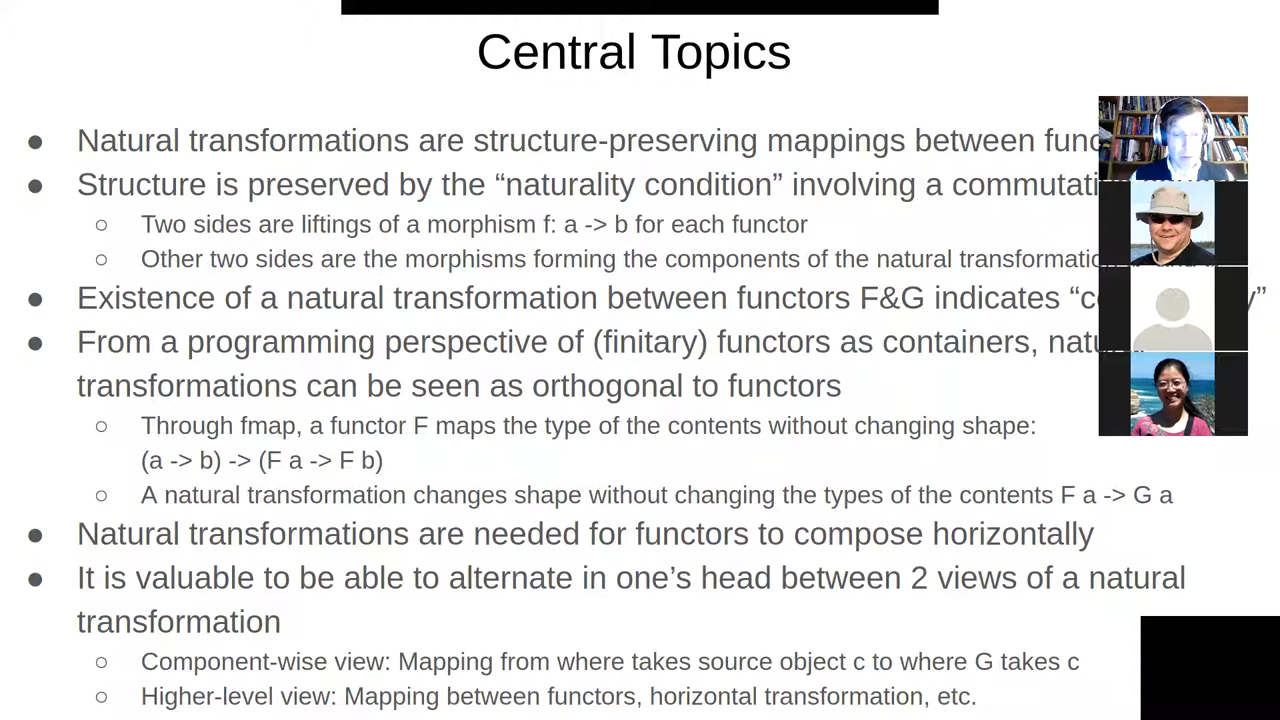 Central Topics
● Natural transformations are structure-preserving mappings between
● Structure is preserved by the “naturality condition” involving a
○ Two sides are liftings of a morphism f: a -> b for each functor
○ Other two sides are the morphisms forming the components of the natural
● Existence of a natural transformation between functors F&G indicates
● From a programming perspective of (finitary) functors as containers,
transformations can be seen as orthogonal to functors
○ Through fmap, a functor F maps the type of the contents without changing shape:
(a -> b) -> (F a -> F b)
○ A natural transformation changes shape without changing the types of the contents F a -> G a
● Natural transformations are needed for functors to compose horizontally
● It is valuable to be able to alternate in one’s head between 2 views of a natural
transformation
○ Component-wise view: Mapping from where takes source object c to where G takes c
○ Higher-level view: Mapping between functors, horizontal transformation, etc.